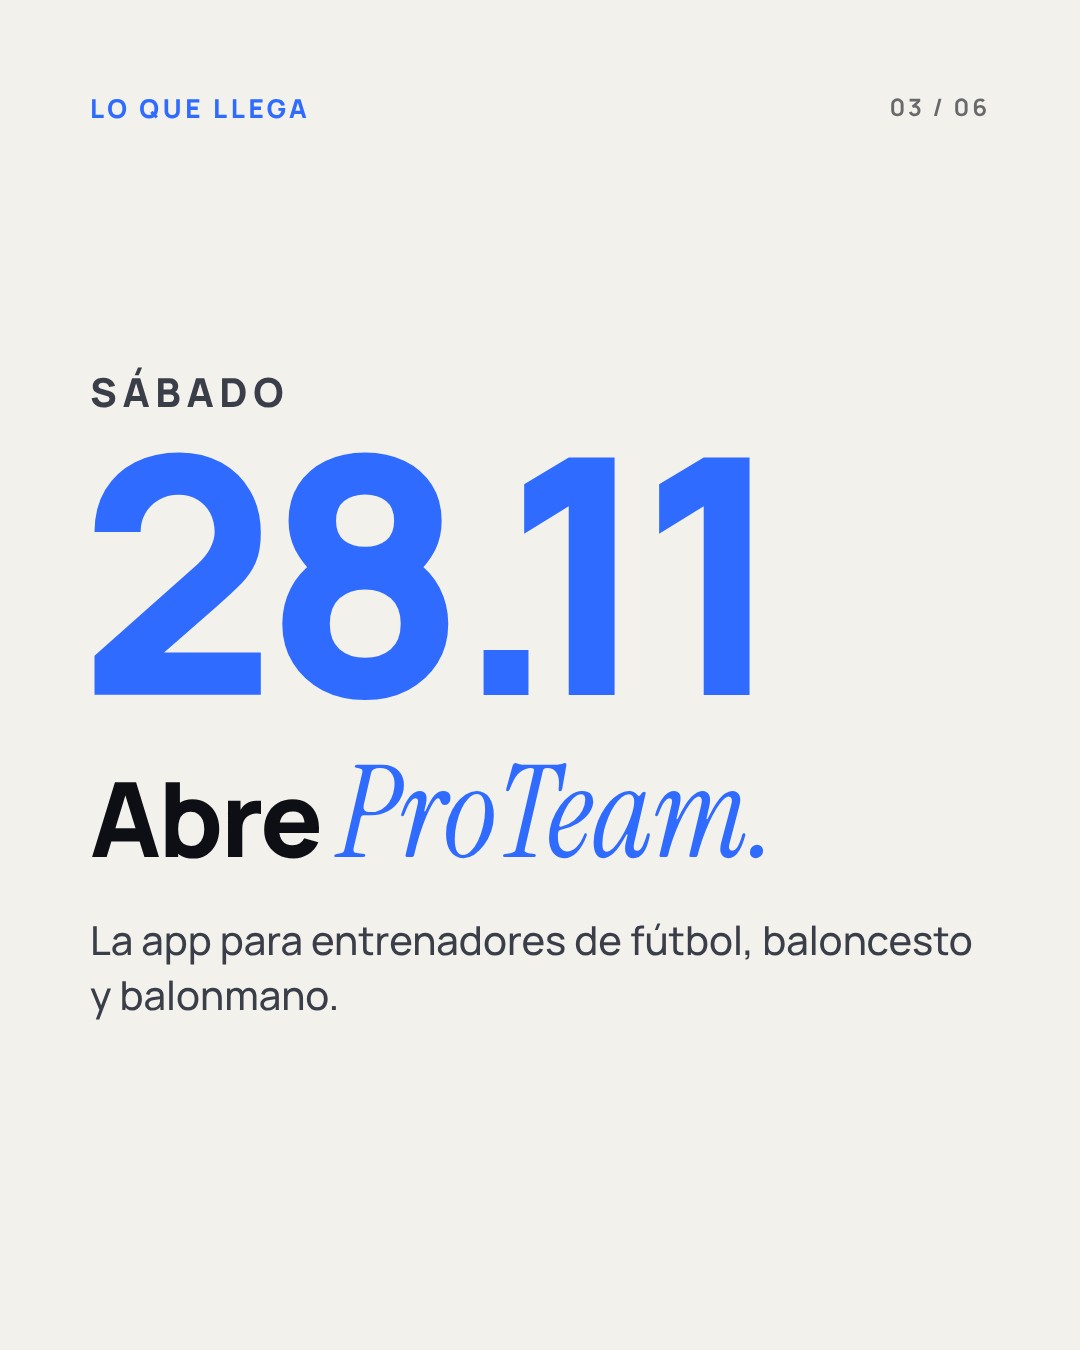 LO QUE LLEGA
03 / 06
SÁBADO
28.11
Abre ProTeam.
La app para entrenadores de fútbol, baloncesto
y balonmano.